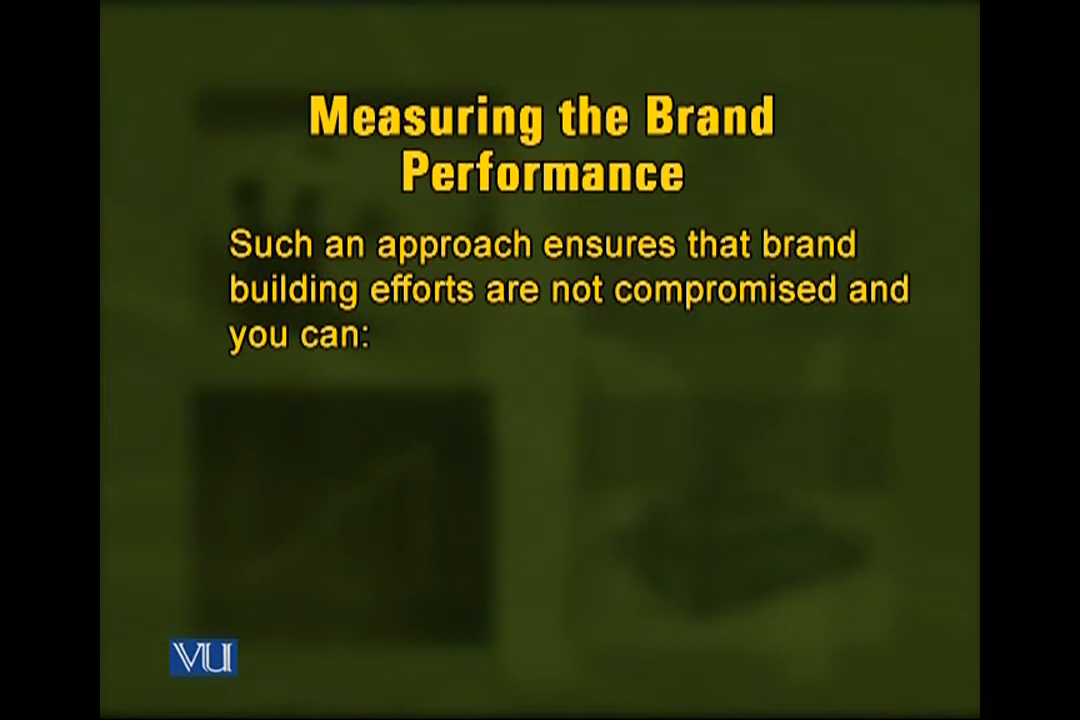 Measuring the Brand
Performance
Such an approach ensures that brand
building efforts are not compromised and
you can:
VU